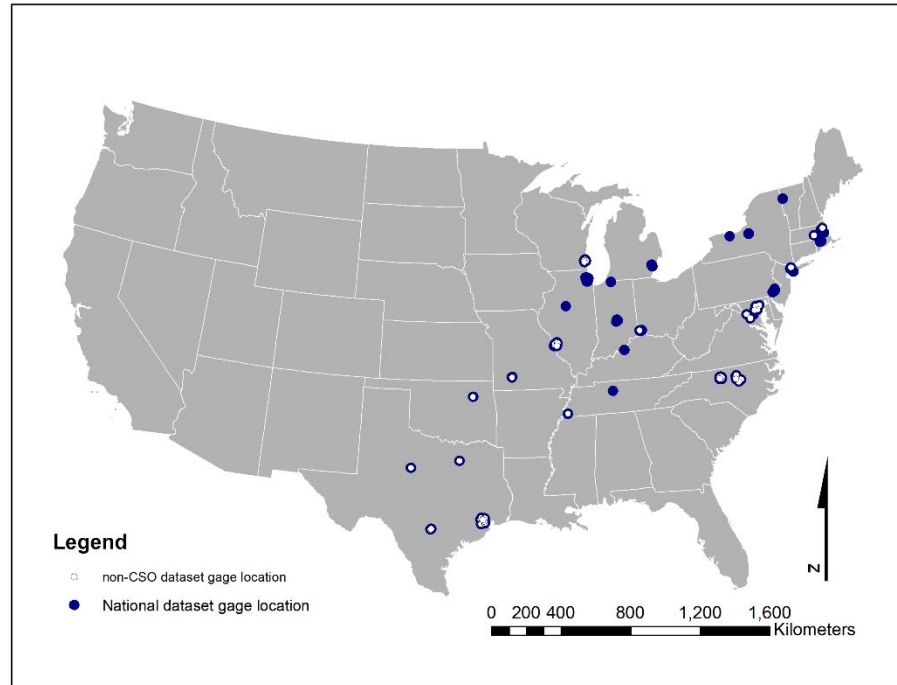 Legend
non-CSO dataset gage location
National dataset gage location
N
0 200 400 800 1,200 1,600
Kilometers